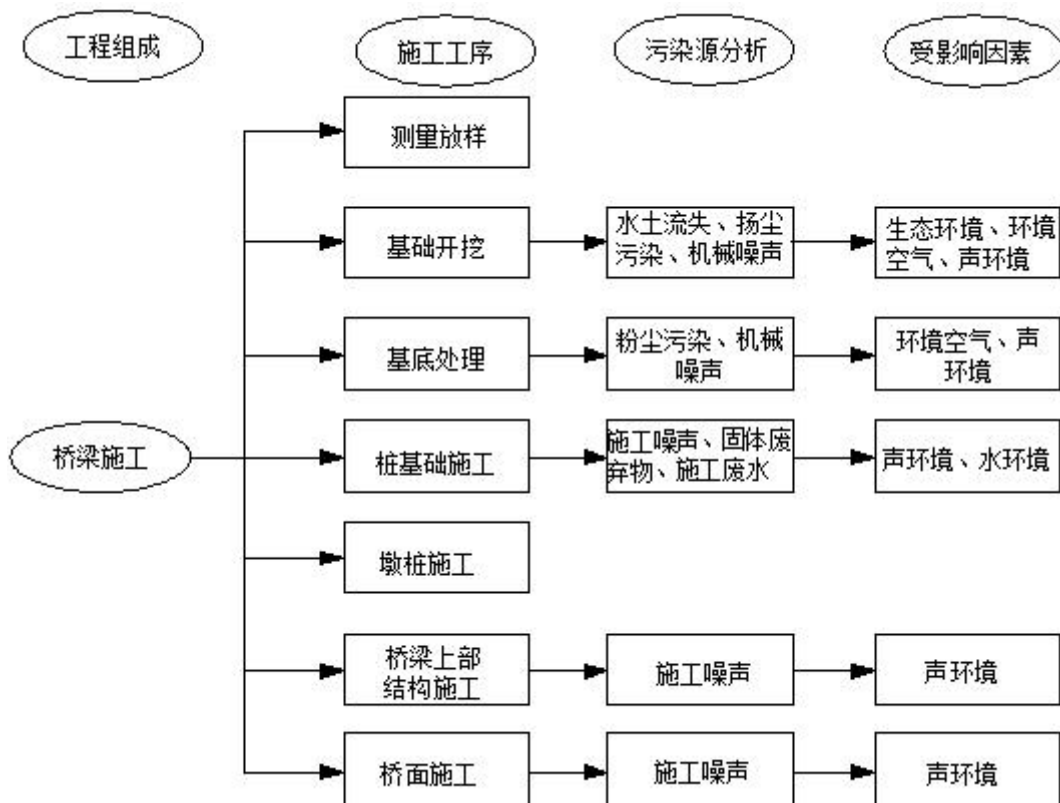 工程组成
施工工序
污染源分析
受影响因素
测量放样
基础开挖
水土流失、扬尘
污染、机械噪声
生态环境、环境
空气、声环境
基底处理
粉尘污染、机械
噪声
环境空气、声
环境
桥梁施工
桩基础施工
施工噪声、固体废
弃物、施工废水
声环境、水环境
墩桩施工
桥梁上部
结构施工
施工噪声
声环境
桥面施工
施工噪声
声环境